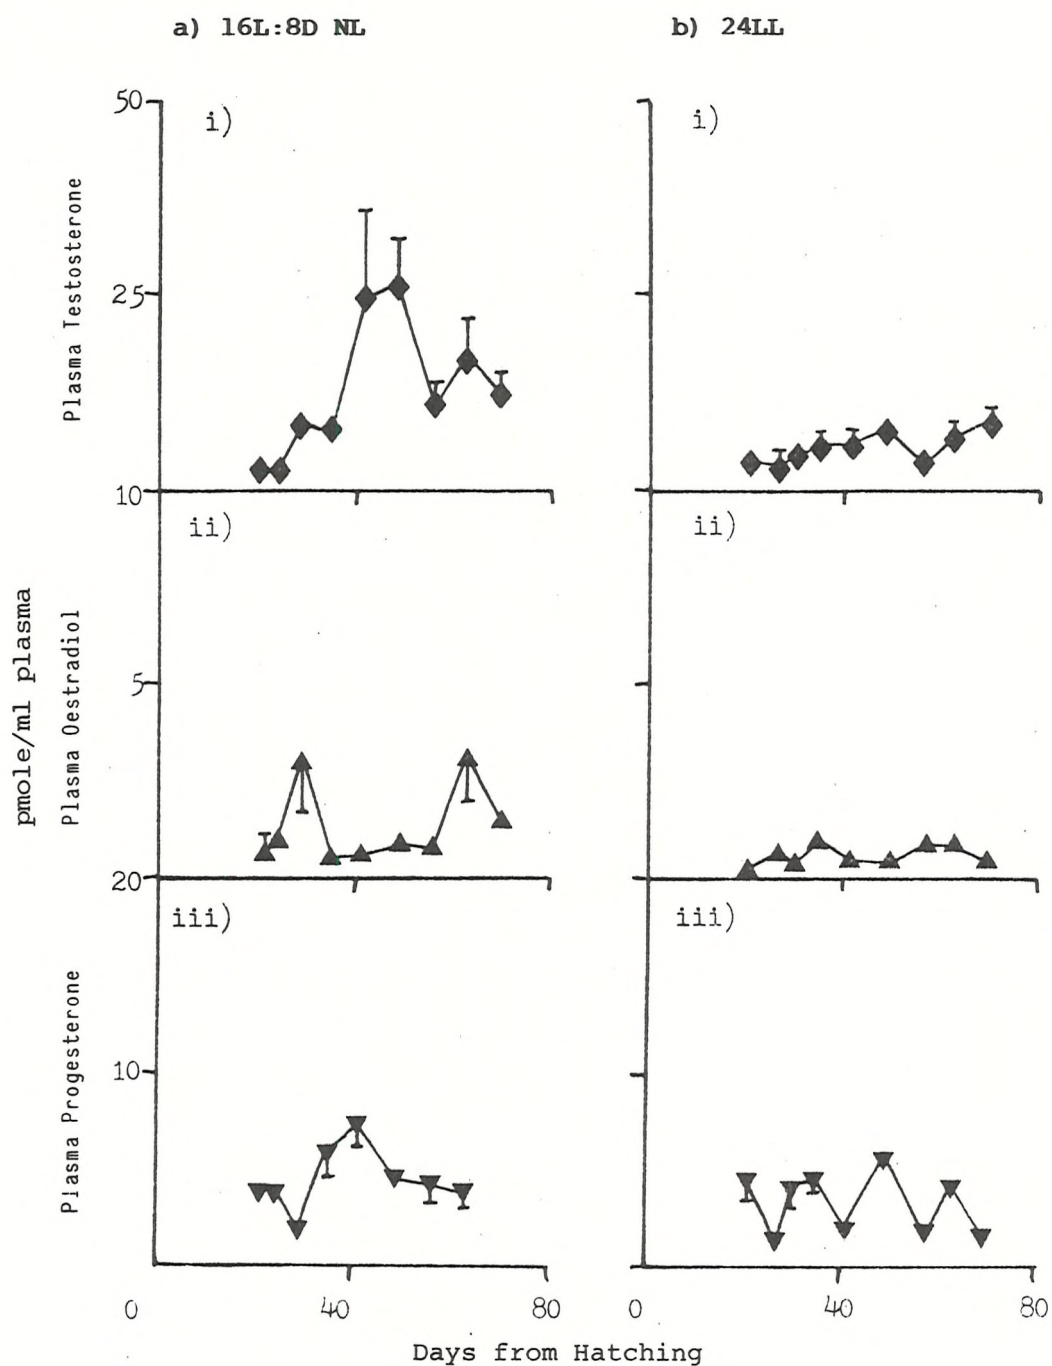 a) 16L:8D NL
b) 24LL
50
i)
i)
Plasma Testosterone
25
10
ii)
ii)
pmole/ml plasma
Plasma Oestradiol
5
20
iii)
iii)
Plasma Progesterone
10
0 40 80
0 40 80
Days from Hatching